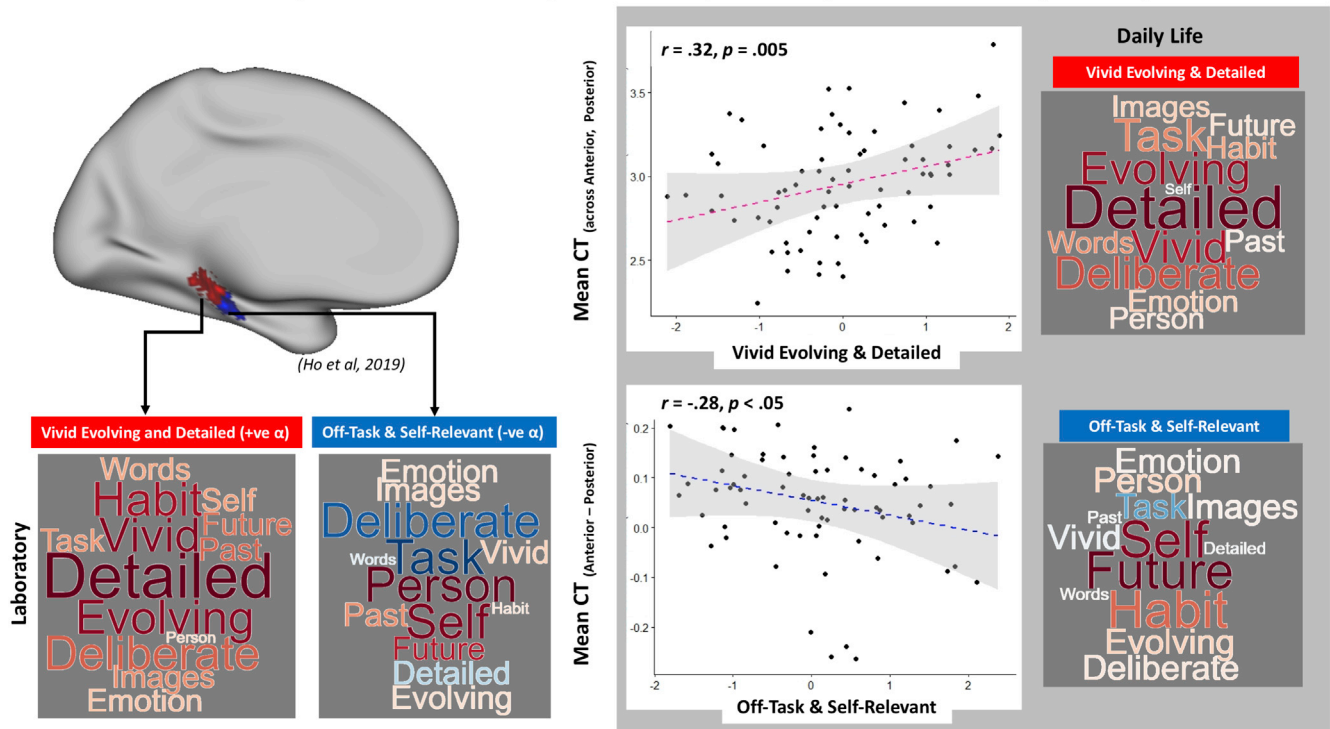 (Ho et al, 2019)
Vivid Evolving and Detailed (+ve α)
Off-Task & Self-Relevant (-ve α)
Laboratory
Words
Habit
Self
Vivid
Future
Task
Past
Detailed
Evolving
Person
Deliberate
Images
Emotion
Emotion
Images
Deliberate
Task
Words
Vivid
Person
Habit
Past
Self
Future
Detailed
Evolving
r = .32, p = .005
Mean CT (across Anterior, Posterior)
3.5
3.0
2.5
-2
-1
0
1
2
Vivid Evolving & Detailed
Daily Life
Vivid Evolving & Detailed
Images
Task
Future
Habit
Evolving
Self
Detailed
Words
Vivid
Past
Deliberate
Emotion
Person
r = -.28, p < .05
Mean CT (Anterior – Posterior)
0.2
0.1
0.0
-0.1
-0.2
-2
-1
0
1
2
Off-Task & Self-Relevant
Off-Task & Self-Relevant
Emotion
Person
Task
Images
Past
Vivid
Self
Detailed
Future
Words
Habit
Evolving
Deliberate